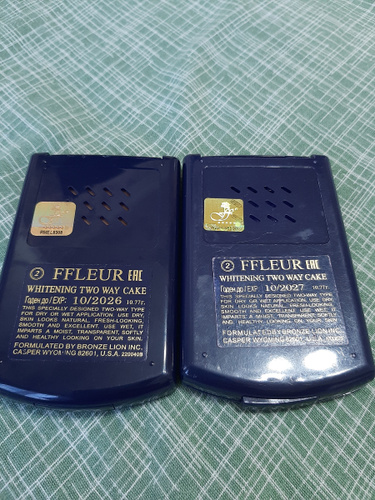 FFLEUR EAC
WHITENING TWO WAY CAKE
Годен до / EXP: 10/2026 10.77г.
THIS SPECIALLY DESIGNED TWO-WAY TYPE
FOR DRY OR WET APPLICATION. USE DRY,
SKIN LOOKS NATURAL, FRESH-LOOKING,
SMOOTH AND EXCELLENT. USE WET, IT
IMPARTS A MOIST, TRANSPARENT, SOFTLY
AND HEALTHY LOOKING ON YOUR SKIN.
FORMULATED BY BRONZE LION INC.
CASPER WYOMING 82601, U.S.A.
2 FFLEUR EAC
WHITENING TWO WAY CAKE
Годен до / EXP: 10/2027 10.77г.
THIS SPECIALLY DESIGNED TWO-WAY TYPE
FOR DRY OR WET APPLICATION. USE DRY,
SKIN LOOKS NATURAL, FRESH-LOOKING,
SMOOTH AND EXCELLENT. USE WET, IT
IMPARTS A MOIST, TRANSPARENT, SOFTLY
AND HEALTHY LOOKING ON YOUR SKIN.
FORMULATED BY BRONZE LION INC.
CASPER WYOMING 82601, U.S.A.